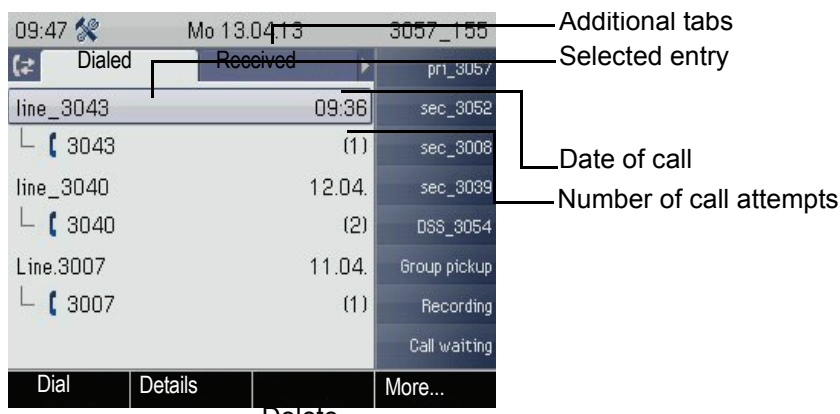 09:47 Mo 13.04.13 3057_155
Additional tabs
Dialed Received pri_3057
Selected entry
line_3043 09:36 sec_3052
3043 (1) sec_3008
Date of call
line_3040 12.04. sec_3039
Number of call attempts
3040 (2) DSS_3054
Line.3007 11.04. Group pickup
3007 (1) Recording
Call waiting
Dial Details More...
Delete